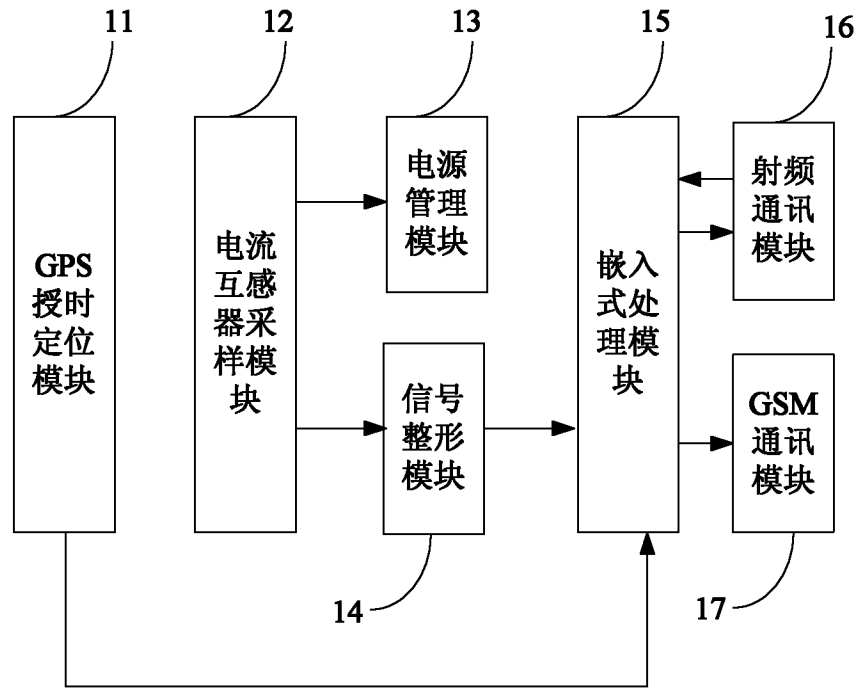 11
12
13
15
16
GPS
授时
定位
模块
电流
互感
器采
样模
块
电源
管理
模块
信号
整形
模块
嵌入
式处
理模
块
射频
通讯
模块
GSM
通讯
模块
14
17